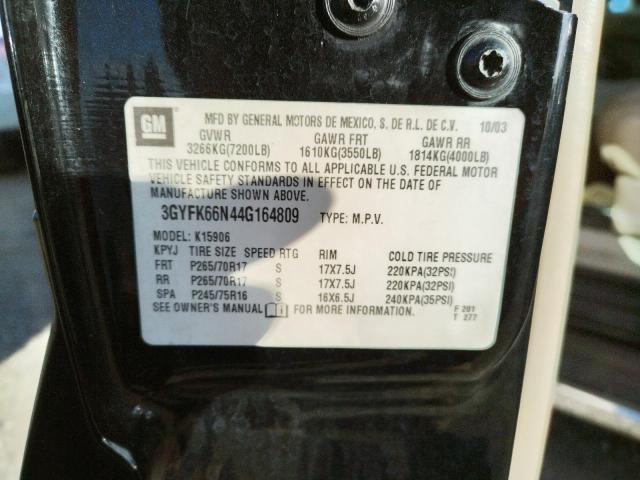 GM
MFD BY GENERAL MOTORS DE MEXICO, S. DE R.L. DE C.V. 10/03
GVWR GAWR FRT GAWR RR
3266KG(7200LB) 1610KG(3550LB) 1814KG(4000LB)
THIS VEHICLE CONFORMS TO ALL APPLICABLE U.S. FEDERAL MOTOR
VEHICLE SAFETY STANDARDS IN EFFECT ON THE DATE OF
MANUFACTURE SHOWN ABOVE.
3GYFK66N44G164809 TYPE: M.P.V.
MODEL: K15906
KPYJ TIRE SIZE SPEED RTG RIM COLD TIRE PRESSURE
FRT P265/70R17 S 17X7.5J 220KPA(32PSI)
RR P265/70R17 S 17X7.5J 220KPA(32PSI)
SPA P245/75R16 S 16X6.5J 240KPA(35PSI)
SEE OWNER'S MANUAL FOR MORE INFORMATION. F 201
T 277